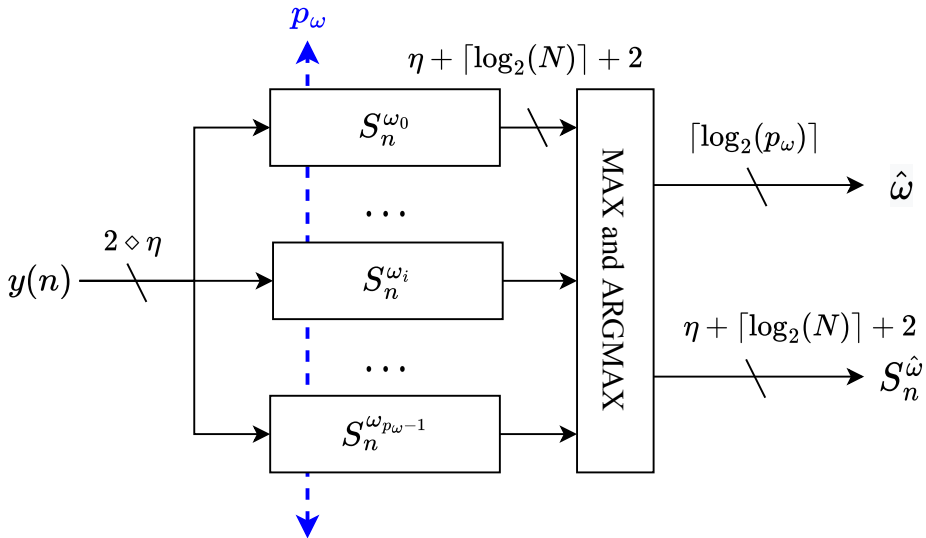 p_ω
η + ⌈log₂(N)⌉ + 2
S_n^{ω_0}
⌈log₂(p_ω)⌉
ω̂
...
2 ⋄ η
y(n)
S_n^{ω_i}
MAX and ARGMAX
η + ⌈log₂(N)⌉ + 2
S_n^{ω̂}
...
S_n^{ω_{p_ω−1}}